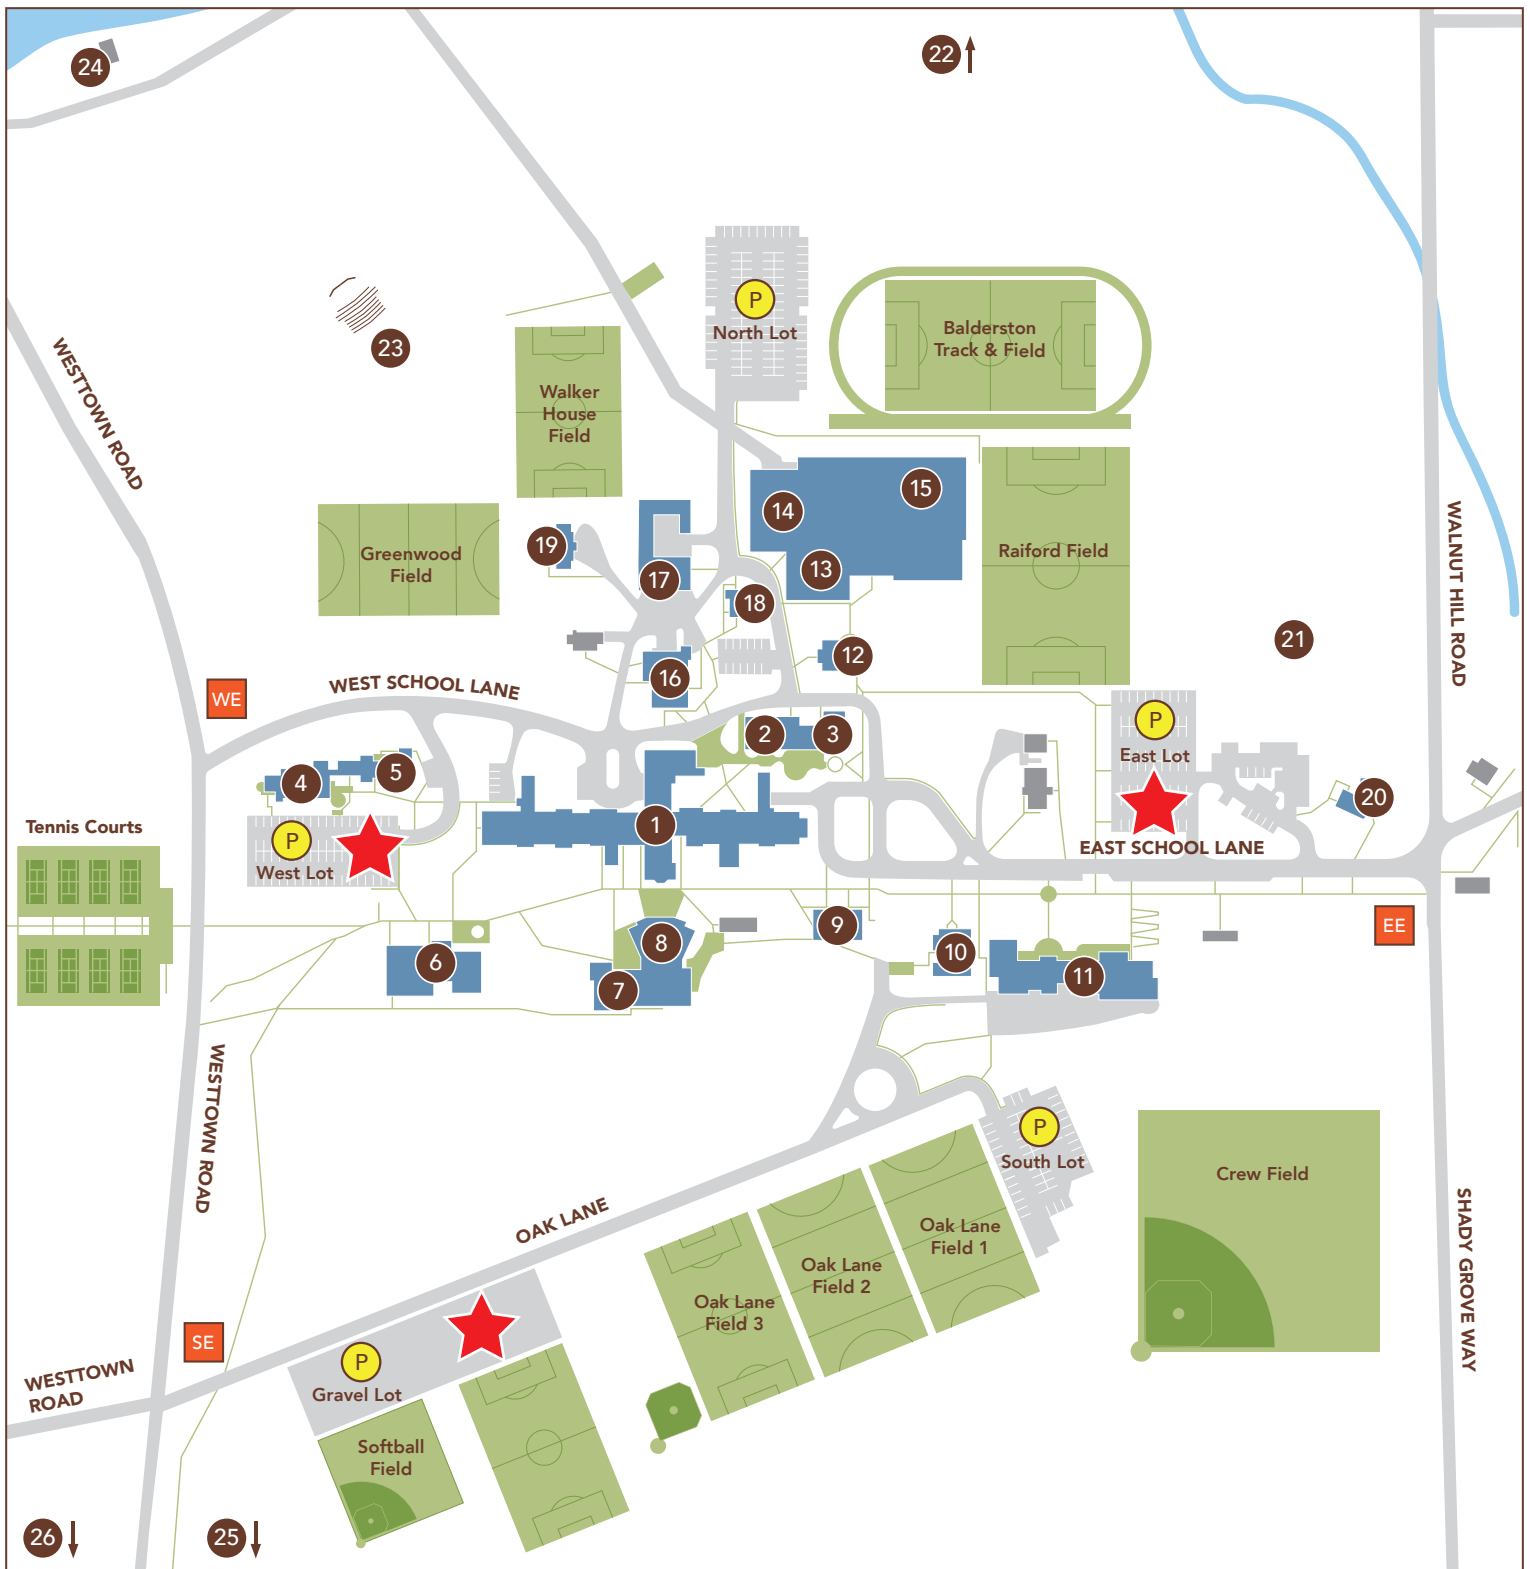 24
22
23
P
North Lot
Balderston
Track & Field
WESTTOWN ROAD
Walker
House
Field
15
14
13
Greenwood
Field
19
17
18
Raiford Field
WALNUT HILL ROAD
21
12
16
WE
WEST SCHOOL LANE
2
3
P
East Lot
4
5
20
Tennis Courts
P
West Lot
1
EAST SCHOOL LANE
9
EE
8
10
6
7
11
WESTTOWN ROAD
P
South Lot
Crew Field
OAK LANE
Oak Lane
Field 1
Oak Lane
Field 2
Oak Lane
Field 3
SHADY GROVE WAY
SE
WESTTOWN
ROAD
P
Gravel Lot
Softball
Field
26
25